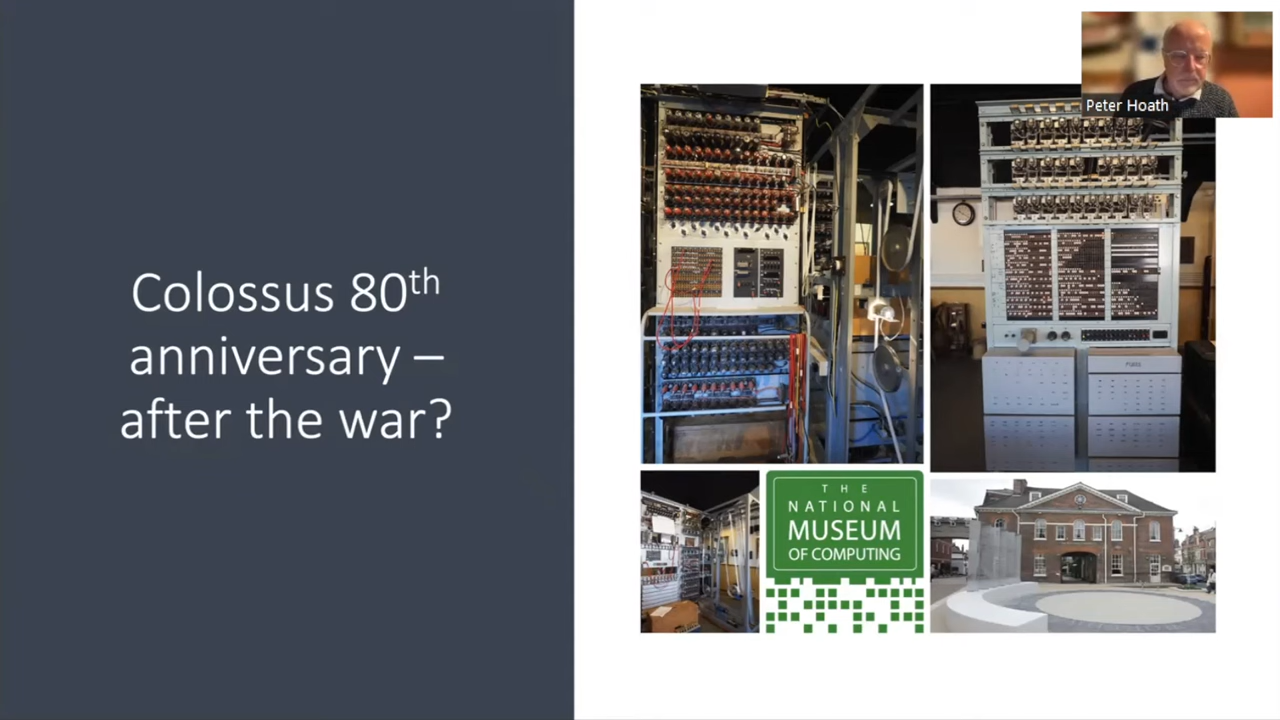 Colossus 80th
anniversary –
after the war?
Peter Hoath
THE
NATIONAL
MUSEUM
OF COMPUTING